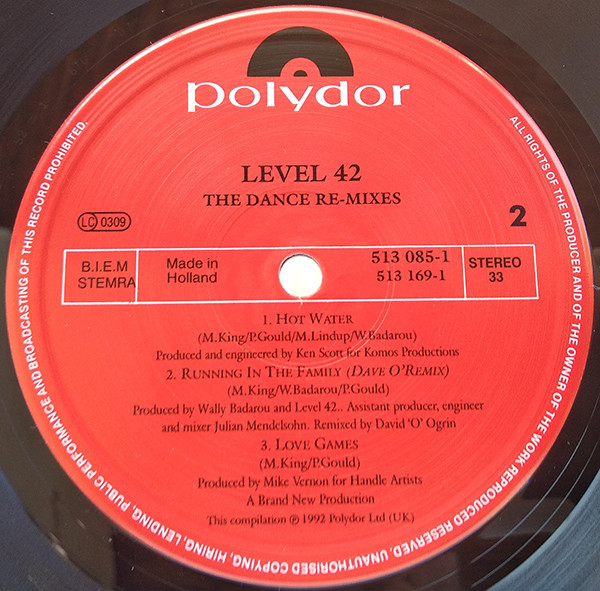 polydor
LEVEL 42
THE DANCE RE-MIXES
LC 0309
2
B.I.E.M
STEMRA
Made in
Holland
513 085-1
513 169-1
STEREO
33
1. HOT WATER
(M.King/P.Gould/M.Lindup/W.Badarou)
Produced and engineered by Ken Scott for Komos Productions
2. RUNNING IN THE FAMILY (DAVE O'REMIX)
(M.King/W.Badarou/P.Gould)
Produced by Wally Badarou and Level 42.. Assistant producer, engineer
and mixer Julian Mendelsohn. Remixed by David 'O' Ogrin
3. LOVE GAMES
(M.King/P.Gould)
Produced by Mike Vernon for Handle Artists
A Brand New Production
This compilation ℗ 1992 Polydor Ltd (UK)
ALL RIGHTS OF THE PRODUCER AND OF THE OWNER OF THE WORK REPRODUCED RESERVED. UNAUTHORISED COPYING, HIRING, LENDING, PUBLIC PERFORMANCE AND BROADCASTING OF THIS RECORD PROHIBITED.